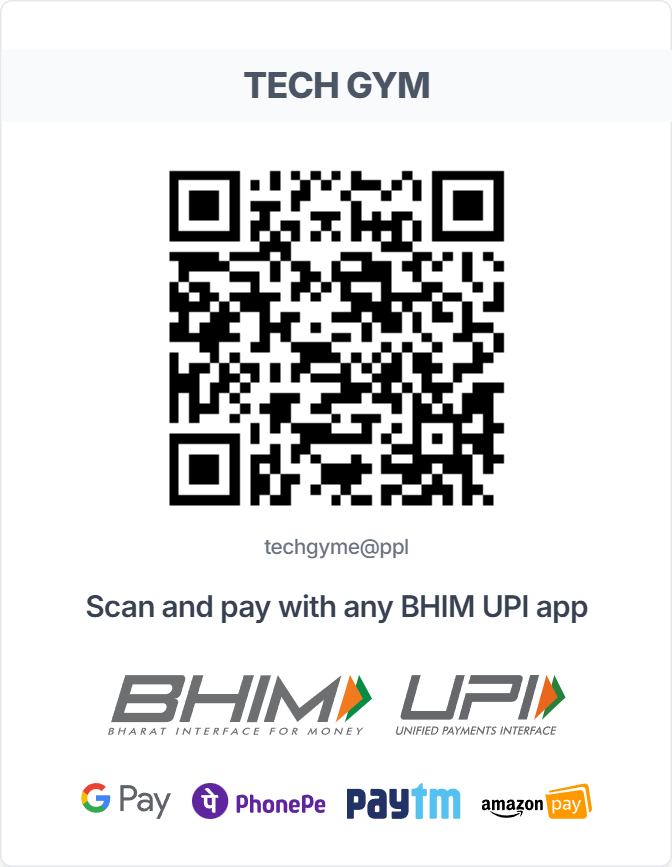 TECH GYM
techgyme@ppl
Scan and pay with any BHIM UPI app
BHIM UPI
BHARAT INTERFACE FOR MONEY UNIFIED PAYMENTS INTERFACE
G Pay पे PhonePe paytm amazon pay